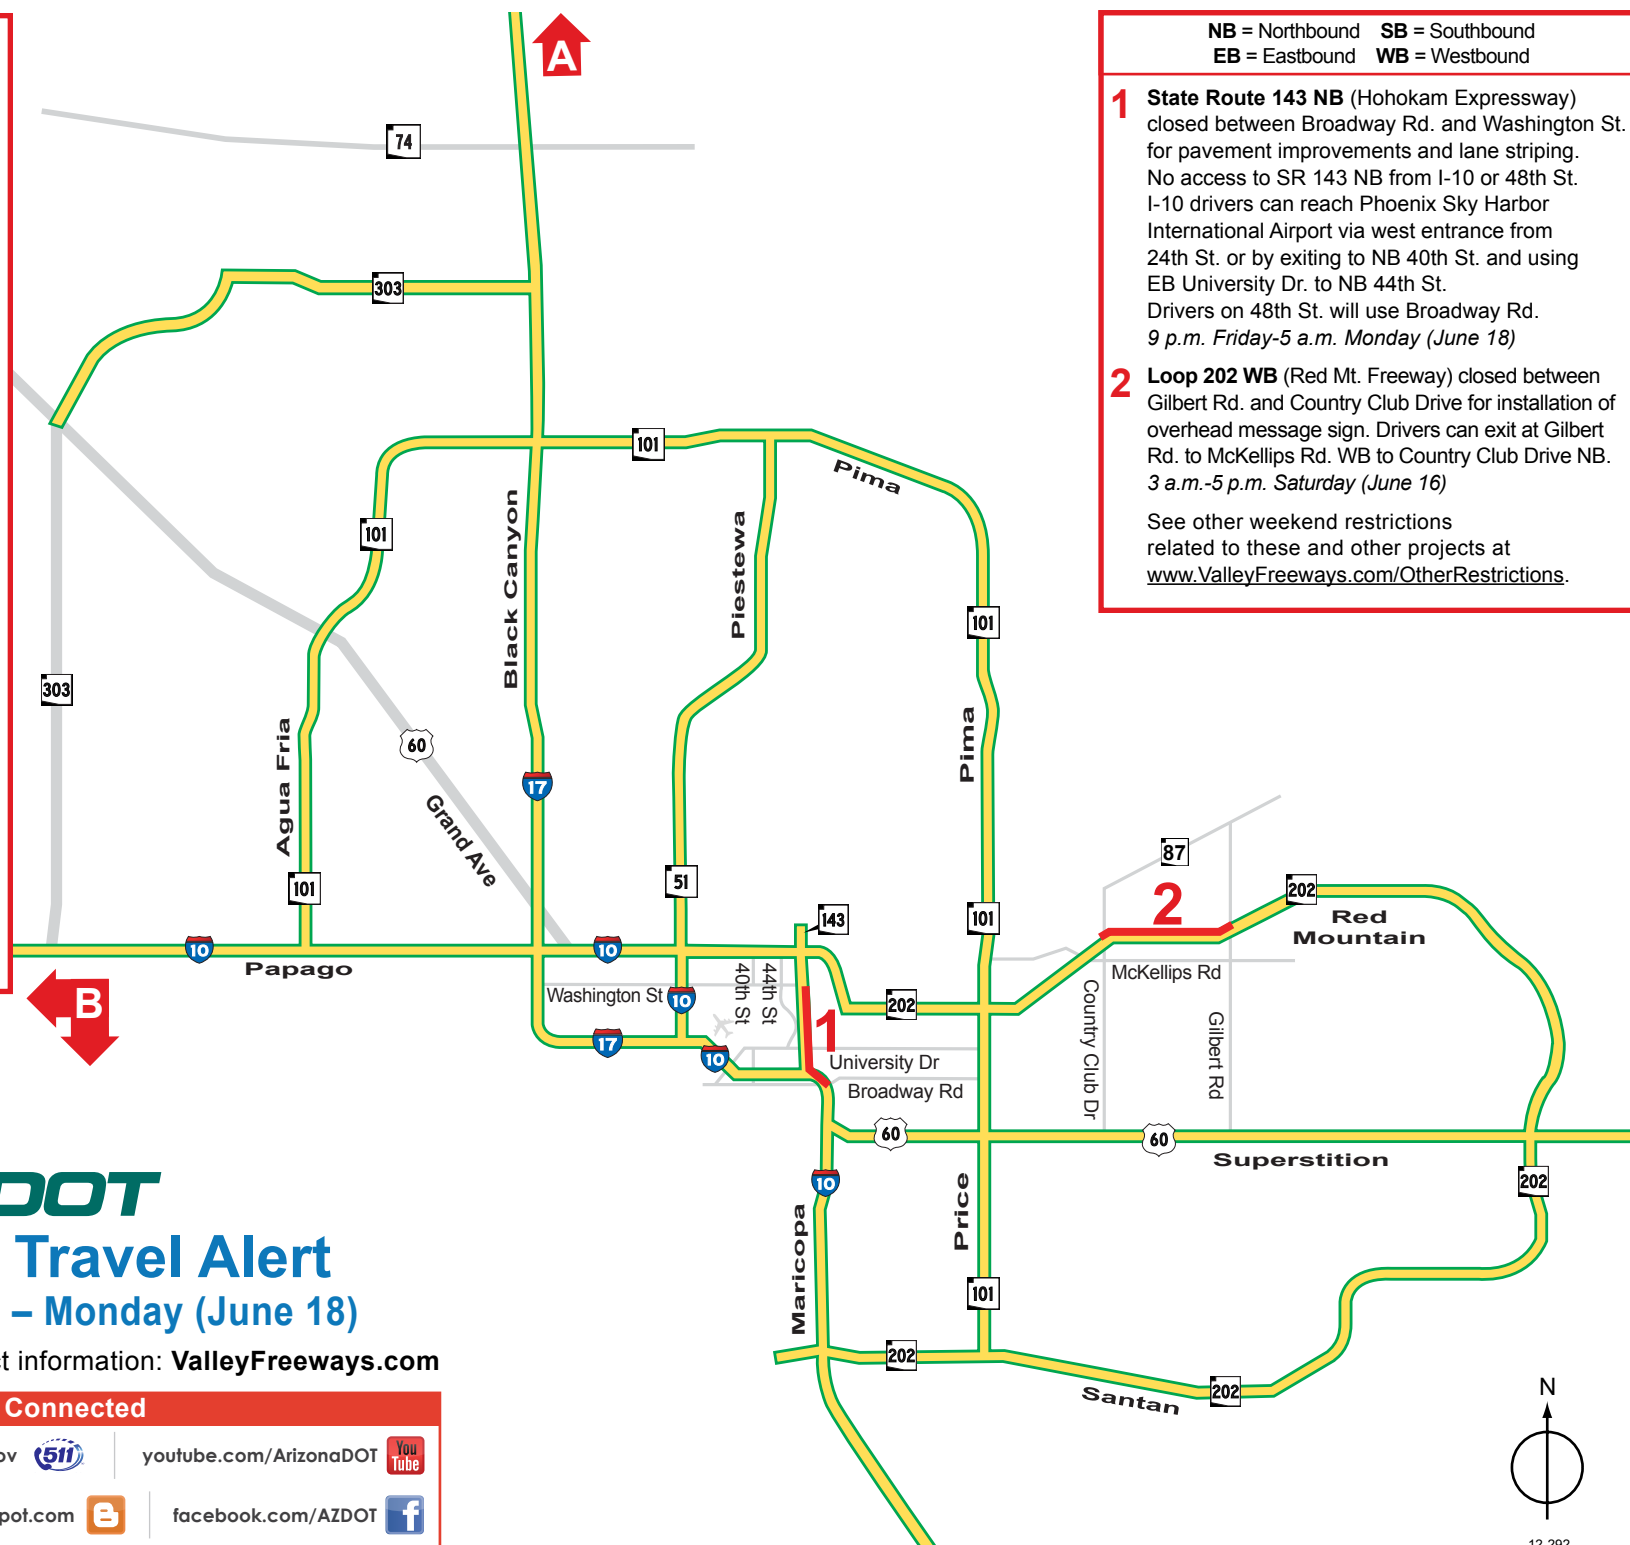 NB = Northbound SB = Southbound
EB = Eastbound WB = Westbound
1 State Route 143 NB (Hohokam Expressway)
closed between Broadway Rd. and Washington St.
for pavement improvements and lane striping.
No access to SR 143 NB from I-10 or 48th St.
I-10 drivers can reach Phoenix Sky Harbor
International Airport via west entrance from
24th St. or by exiting to NB 40th St. and using
EB University Dr. to NB 44th St.
Drivers on 48th St. will use Broadway Rd.
9 p.m. Friday-5 a.m. Monday (June 18)
2 Loop 202 WB (Red Mt. Freeway) closed between
Gilbert Rd. and Country Club Drive for installation of
overhead message sign. Drivers can exit at Gilbert
Rd. to McKellips Rd. WB to Country Club Drive NB.
3 a.m.-5 p.m. Saturday (June 16)
See other weekend restrictions
related to these and other projects at
www.ValleyFreeways.com/OtherRestrictions.
A
74
303
101
Pima
101
Black Canyon
Piestewa
101
303
Agua Fria
60
Grand Ave
17
Pima
87
101
51
2
202
143
101
Red
Mountain
10
10
Papago
McKellips Rd
B
Washington St
10
40th St
44th St
202
1
17
10
University Dr
Broadway Rd
Country Club Dr
Gilbert Rd
60
60
Superstition
10
202
Maricopa
Price
101
202
Santan
202
N
12-292
DOT
Travel Alert
– Monday (June 18)
ct information: ValleyFreeways.com
Connected
ov 511 youtube.com/ArizonaDOT You Tube
pot.com B facebook.com/AZDOT f